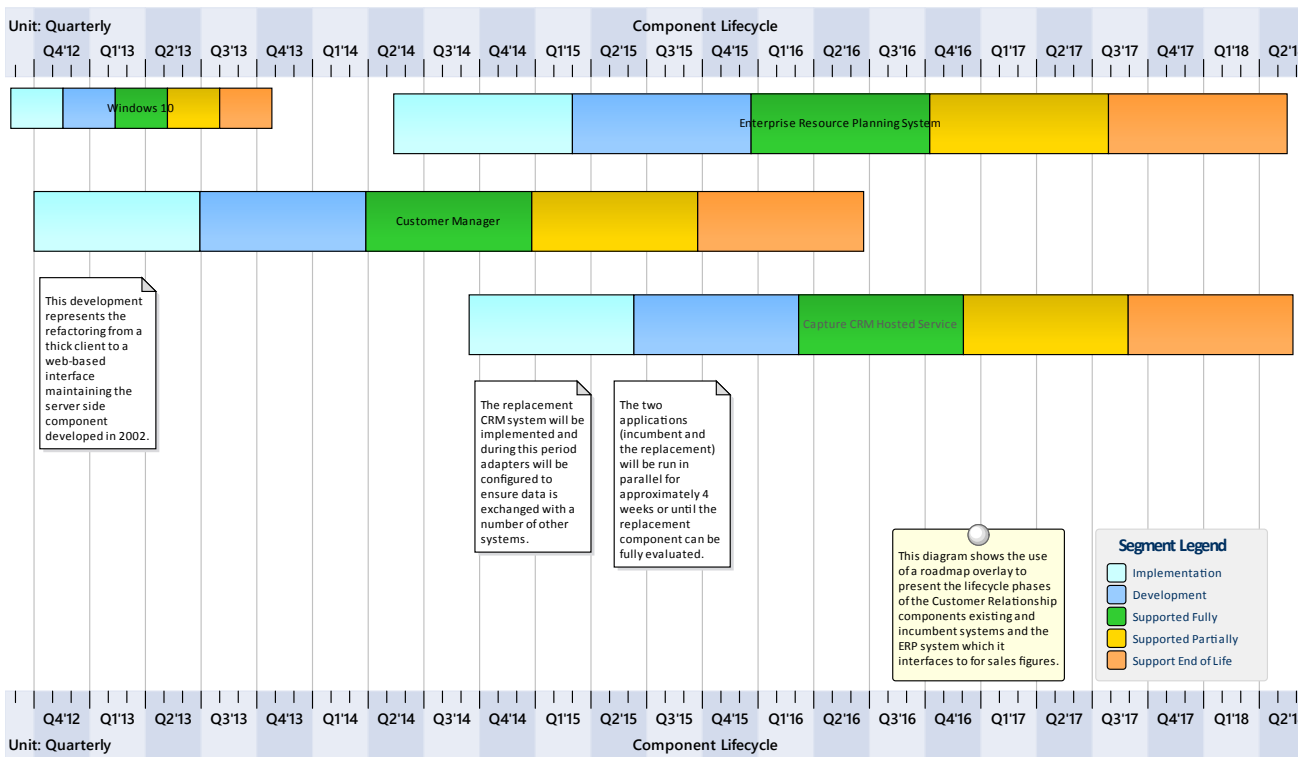 Unit: Quarterly Component Lifecycle
Q4'12 Q1'13 Q2'13 Q3'13 Q4'13 Q1'14 Q2'14 Q3'14 Q4'14 Q1'15 Q2'15 Q3'15 Q4'15 Q1'16 Q2'16 Q3'16 Q4'16 Q1'17 Q2'17 Q3'17 Q4'17 Q1'18 Q2'1
Windows 10
Enterprise Resource Planning System
Customer Manager
Capture CRM Hosted Service
This development
represents the
refactoring from a
thick client to a
web-based
interface
maintaining the
server side
component
developed in 2002.
The replacement
CRM system will be
implemented and
during this period
adapters will be
configured to
ensure data is
exchanged with a
number of other
systems.
The two
applications
(incumbent and
the replacement)
will be run in
parallel for
approximately 4
weeks or until the
replacement
component can be
fully evaluated.
This diagram shows the use
of a roadmap overlay to
present the lifecycle phases
of the Customer Relationship
components existing and
incumbent systems and the
ERP system which it
interfaces to for sales figures.
Segment Legend
Implementation
Development
Supported Fully
Supported Partially
Support End of Life
Q4'12 Q1'13 Q2'13 Q3'13 Q4'13 Q1'14 Q2'14 Q3'14 Q4'14 Q1'15 Q2'15 Q3'15 Q4'15 Q1'16 Q2'16 Q3'16 Q4'16 Q1'17 Q2'17 Q3'17 Q4'17 Q1'18 Q2'1
Unit: Quarterly Component Lifecycle